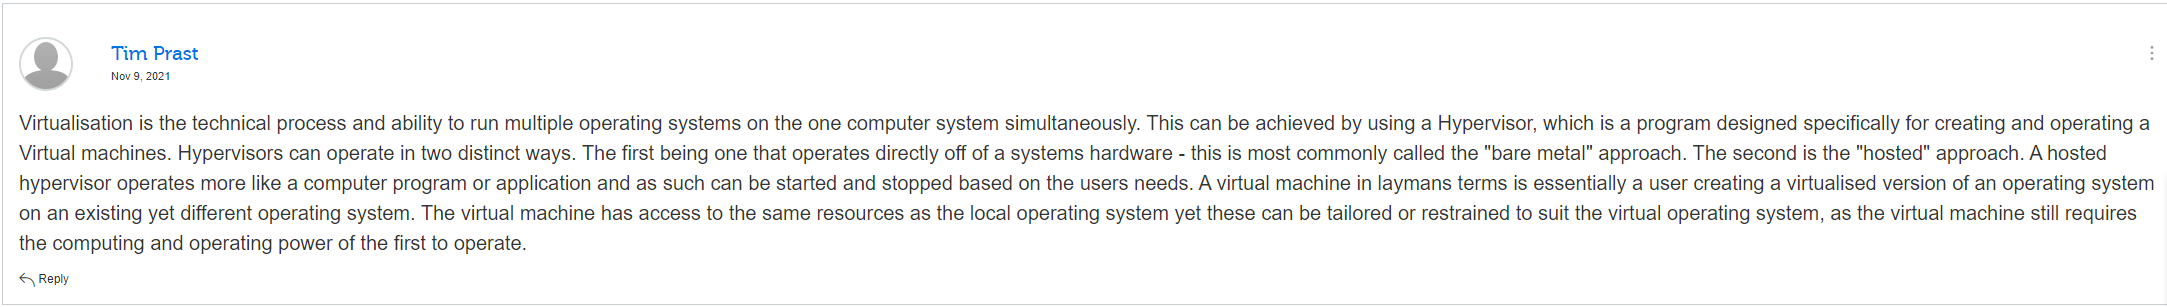 Tim Prast
Nov 9, 2021
Virtualisation is the technical process and ability to run multiple operating systems on the one computer system simultaneously. This can be achieved by using a Hypervisor, which is a program designed specifically for creating and operating a
Virtual machines. Hypervisors can operate in two distinct ways. The first being one that operates directly off of a systems hardware - this is most commonly called the "bare metal" approach. The second is the "hosted" approach. A hosted
hypervisor operates more like a computer program or application and as such can be started and stopped based on the users needs. A virtual machine in laymans terms is essentially a user creating a virtualised version of an operating system
on an existing yet different operating system. The virtual machine has access to the same resources as the local operating system yet these can be tailored or restrained to suit the virtual operating system, as the virtual machine still requires
the computing and operating power of the first to operate.
Reply